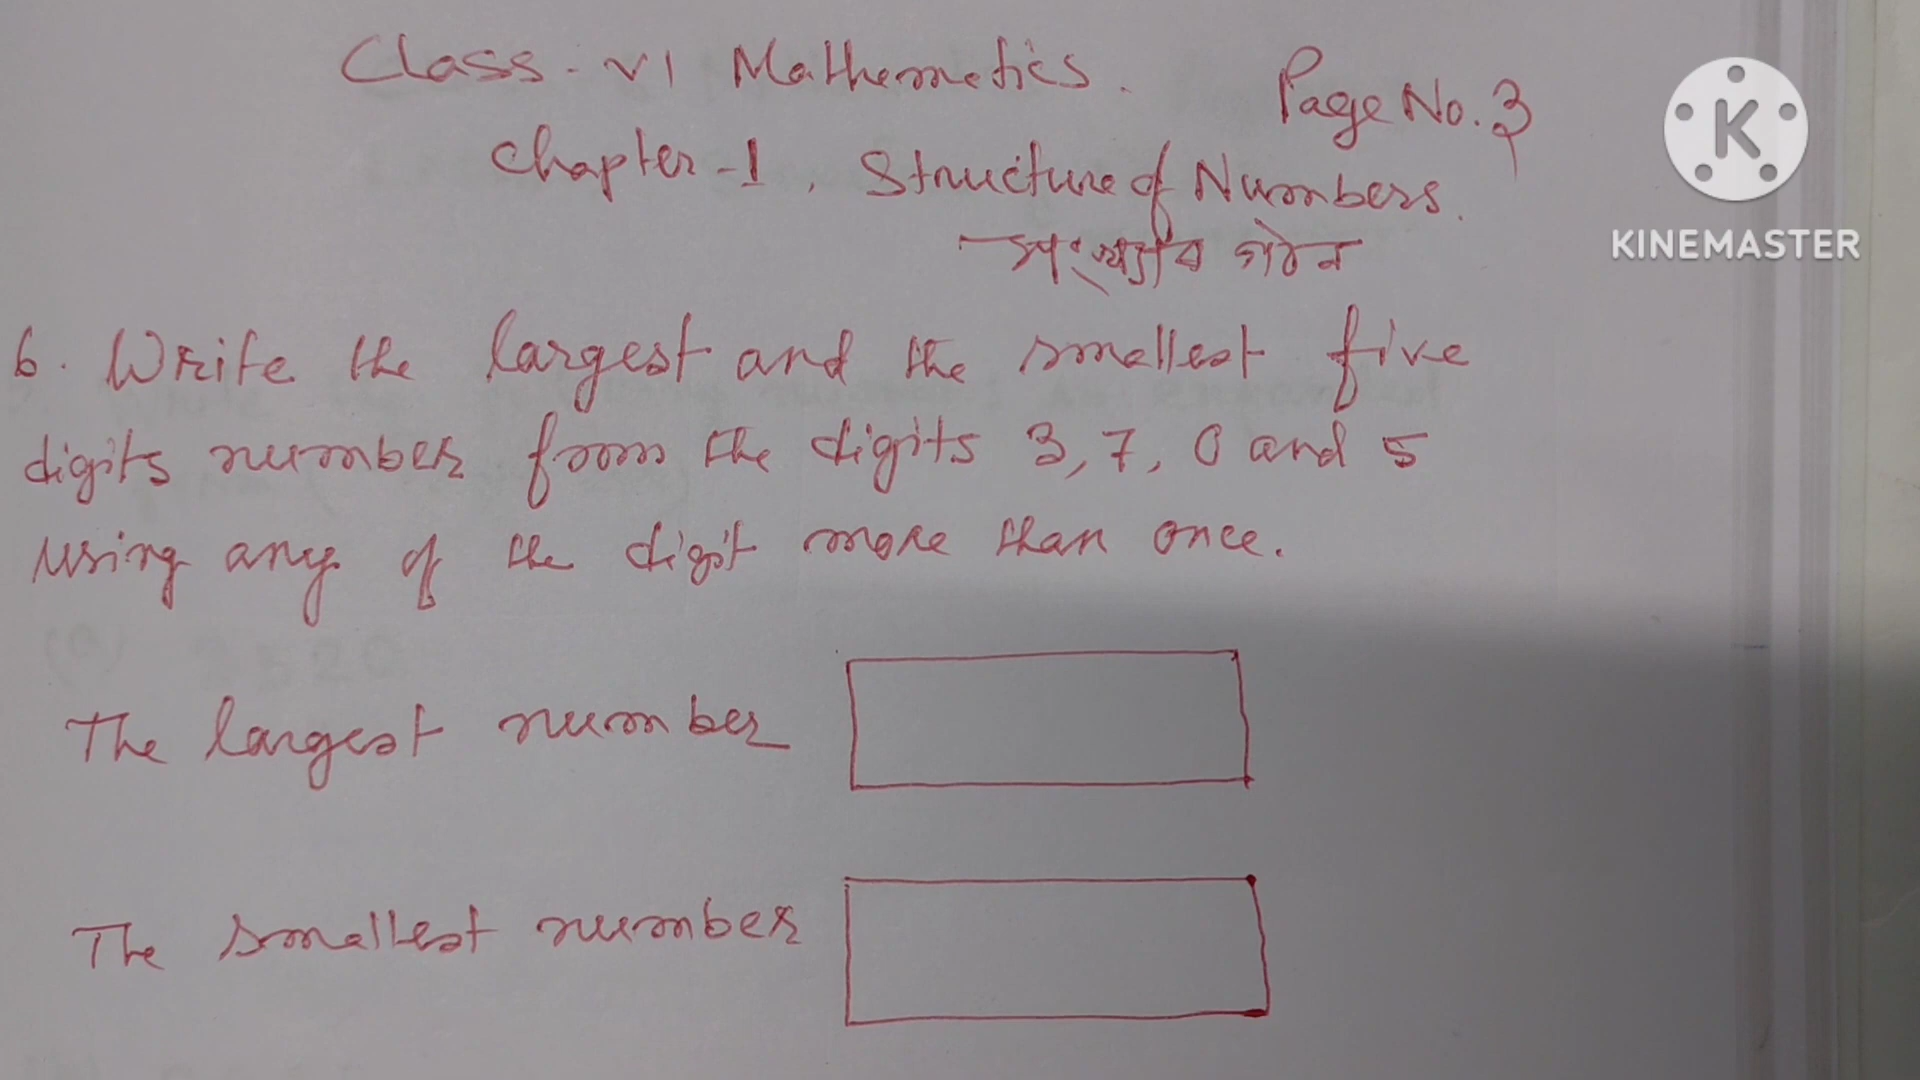 Class - VI Mathemetics.
Page No. 3
Chapter - 1, Structure of Numbers.
সংখ্যাৰ গঠন
K
KINEMASTER
6. Write the largest and the smallest five
digits number from the digits 3, 7, 0 and 5
using any of the digit more than once.
The largest number
The smallest number